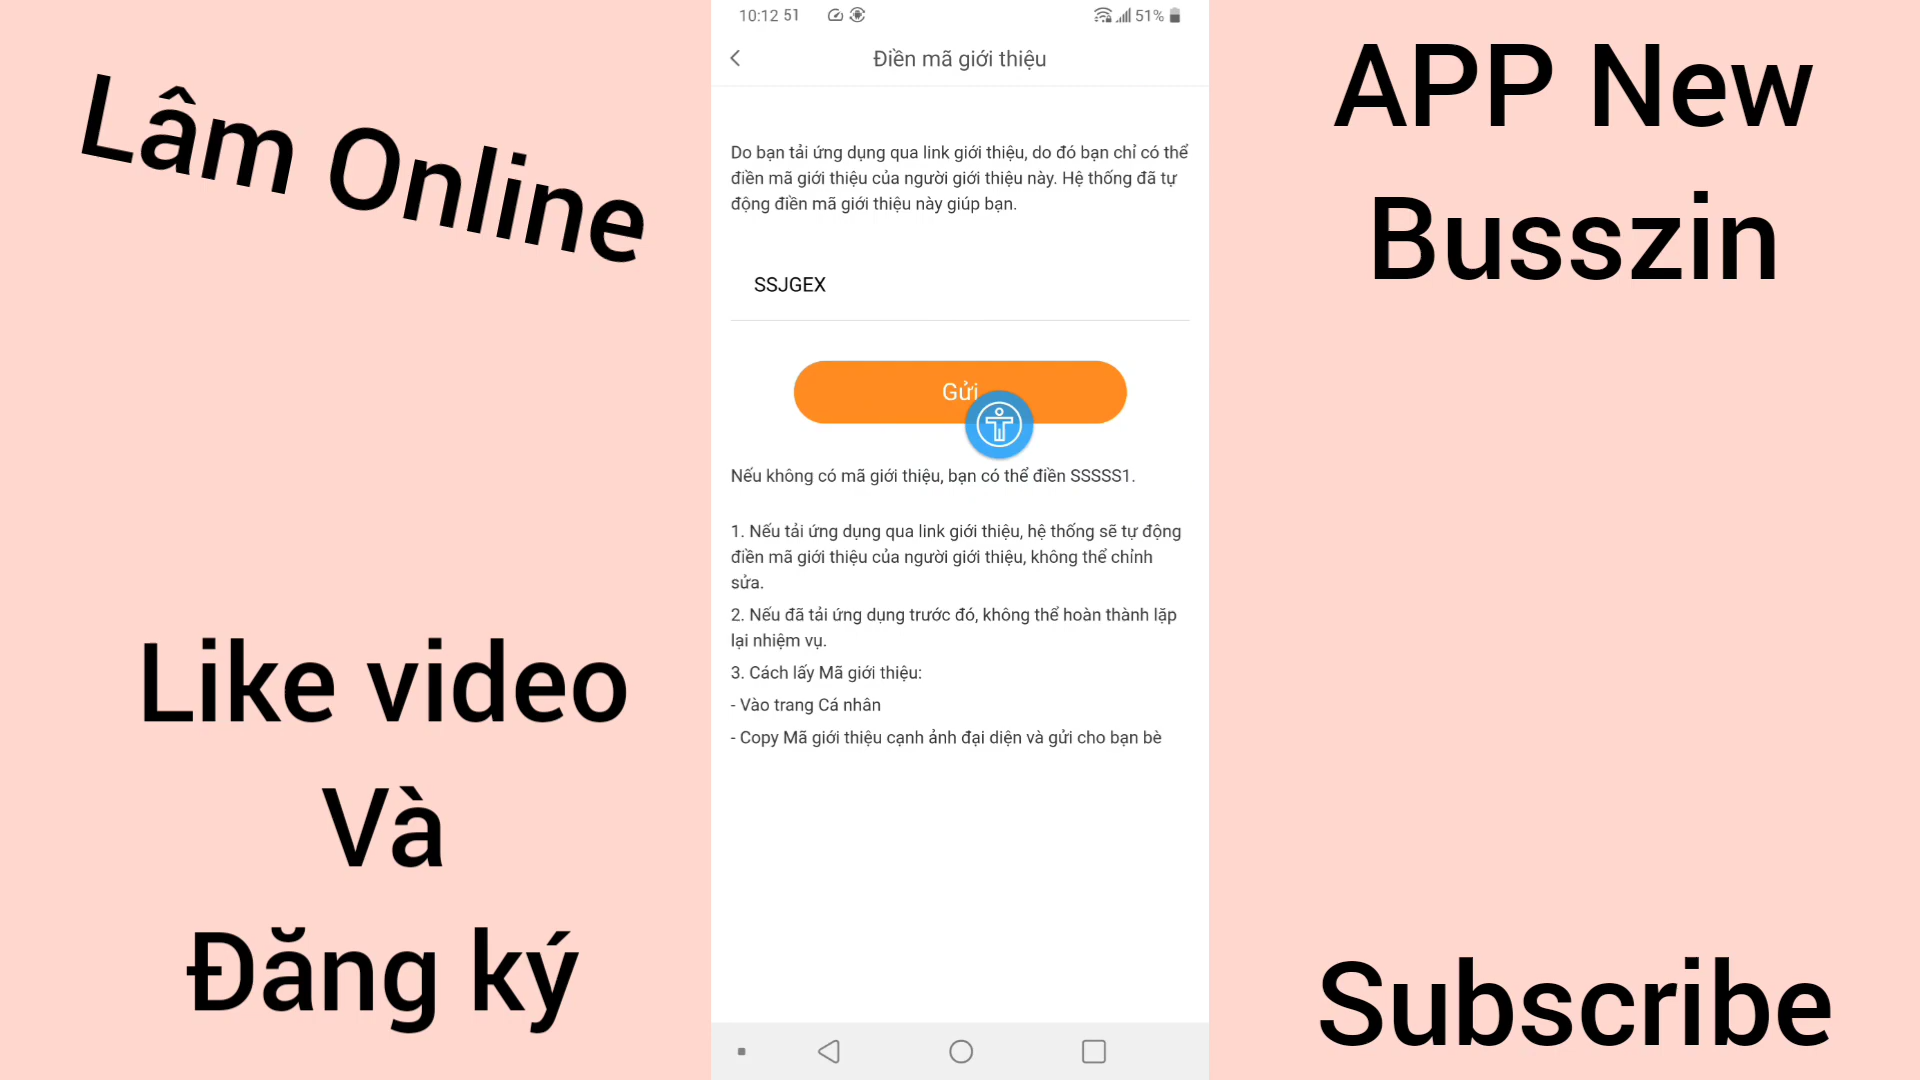 Lâm Online
Like video
Và
Đăng ký
10:12 51
51%
Điền mã giới thiệu
Do bạn tải ứng dụng qua link giới thiệu, do đó bạn chỉ có thể
điền mã giới thiệu của người giới thiệu này. Hệ thống đã tự
động điền mã giới thiệu này giúp bạn.
SSJGEX
Gửi
Nếu không có mã giới thiệu, bạn có thể điền SSSSS1.
1. Nếu tải ứng dụng qua link giới thiệu, hệ thống sẽ tự động
điền mã giới thiệu của người giới thiệu, không thể chỉnh
sửa.
2. Nếu đã tải ứng dụng trước đó, không thể hoàn thành lặp
lại nhiệm vụ.
3. Cách lấy Mã giới thiệu:
- Vào trang Cá nhân
- Copy Mã giới thiệu cạnh ảnh đại diện và gửi cho bạn bè
APP New
Busszin
Subscribe